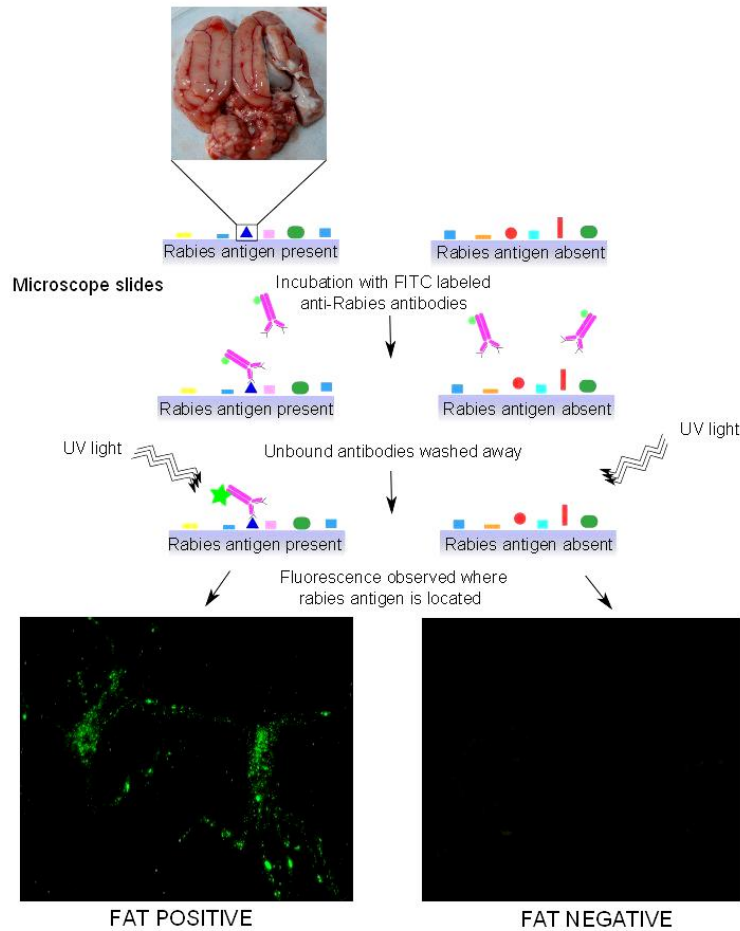 Rabies antigen present
Rabies antigen absent
Microscope slides
Incubation with FITC labeled
anti-Rabies antibodies
Rabies antigen present
Rabies antigen absent
UV light
Unbound antibodies washed away
UV light
Rabies antigen present
Rabies antigen absent
Fluorescence observed where
rabies antigen is located
FAT POSITIVE
FAT NEGATIVE